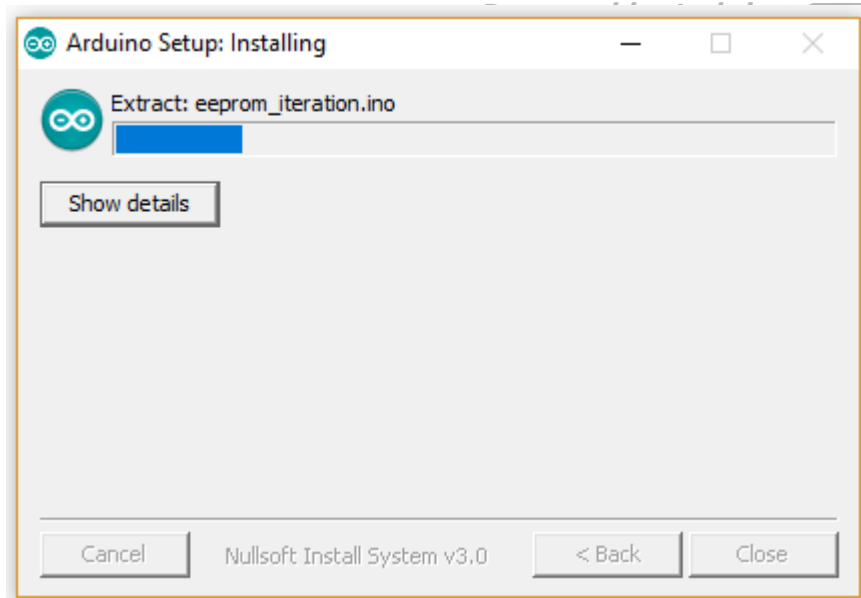 Arduino Setup: Installing
Extract: eeprom_iteration.ino
Show details
Cancel
Nullsoft Install System v3.0
< Back
Close